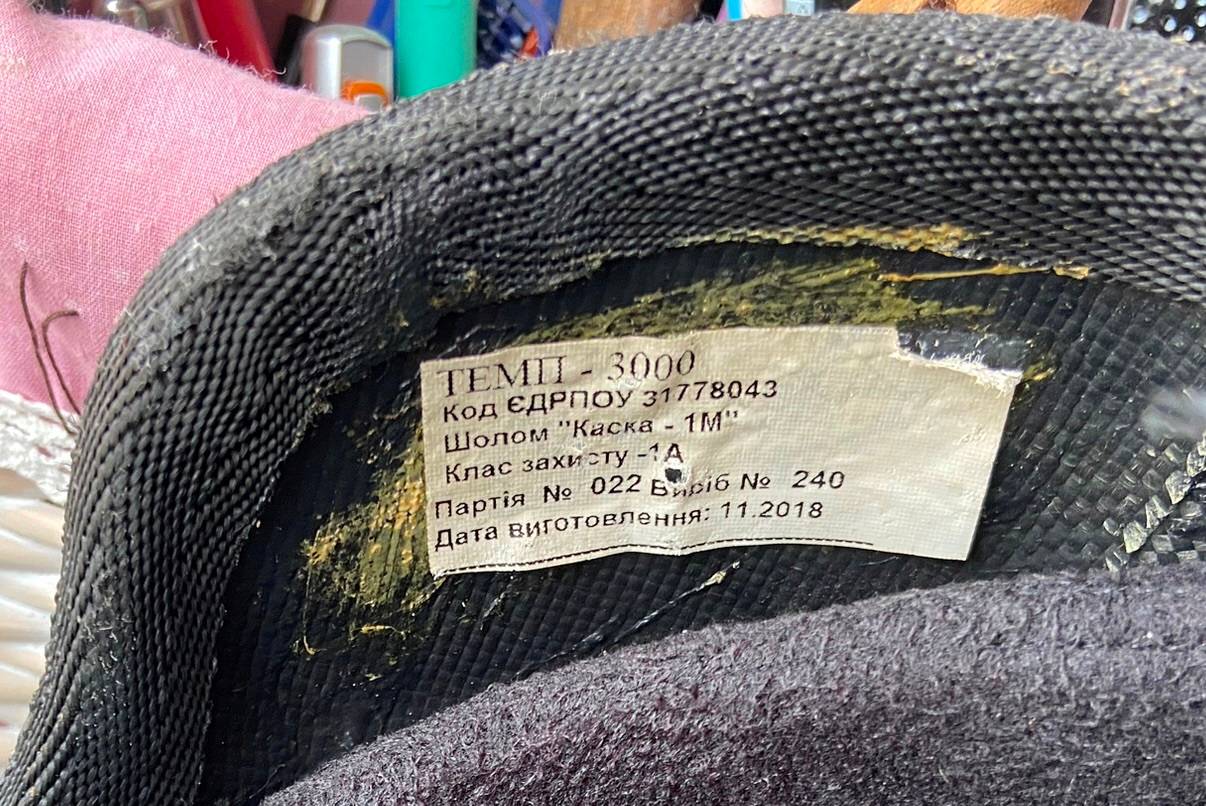 ТЕМП - 3000
Код ЄДРПОУ 31778043
Шолом "Каска - 1М"
Клас захисту -1А
Партія № 022 Виріб № 240
Дата виготовлення: 11.2018